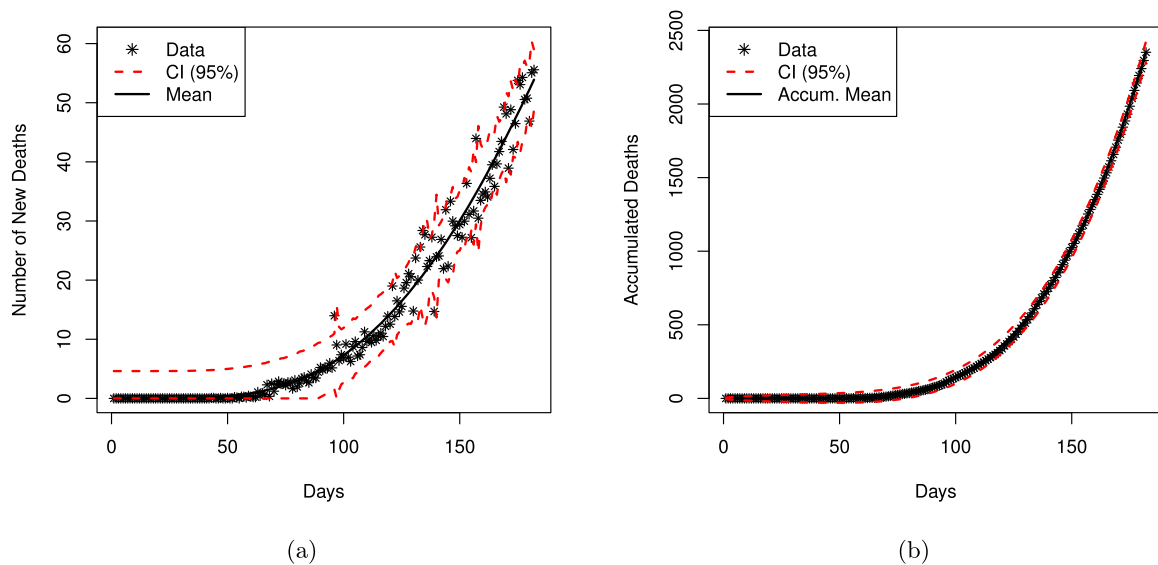 Data
CI (95%)
Mean
Number of New Deaths
0
10
20
30
40
50
60
0
50
100
150
Days
(a)
Data
CI (95%)
Accum. Mean
Accumulated Deaths
0
500
1000
1500
2000
2500
0
50
100
150
Days
(b)